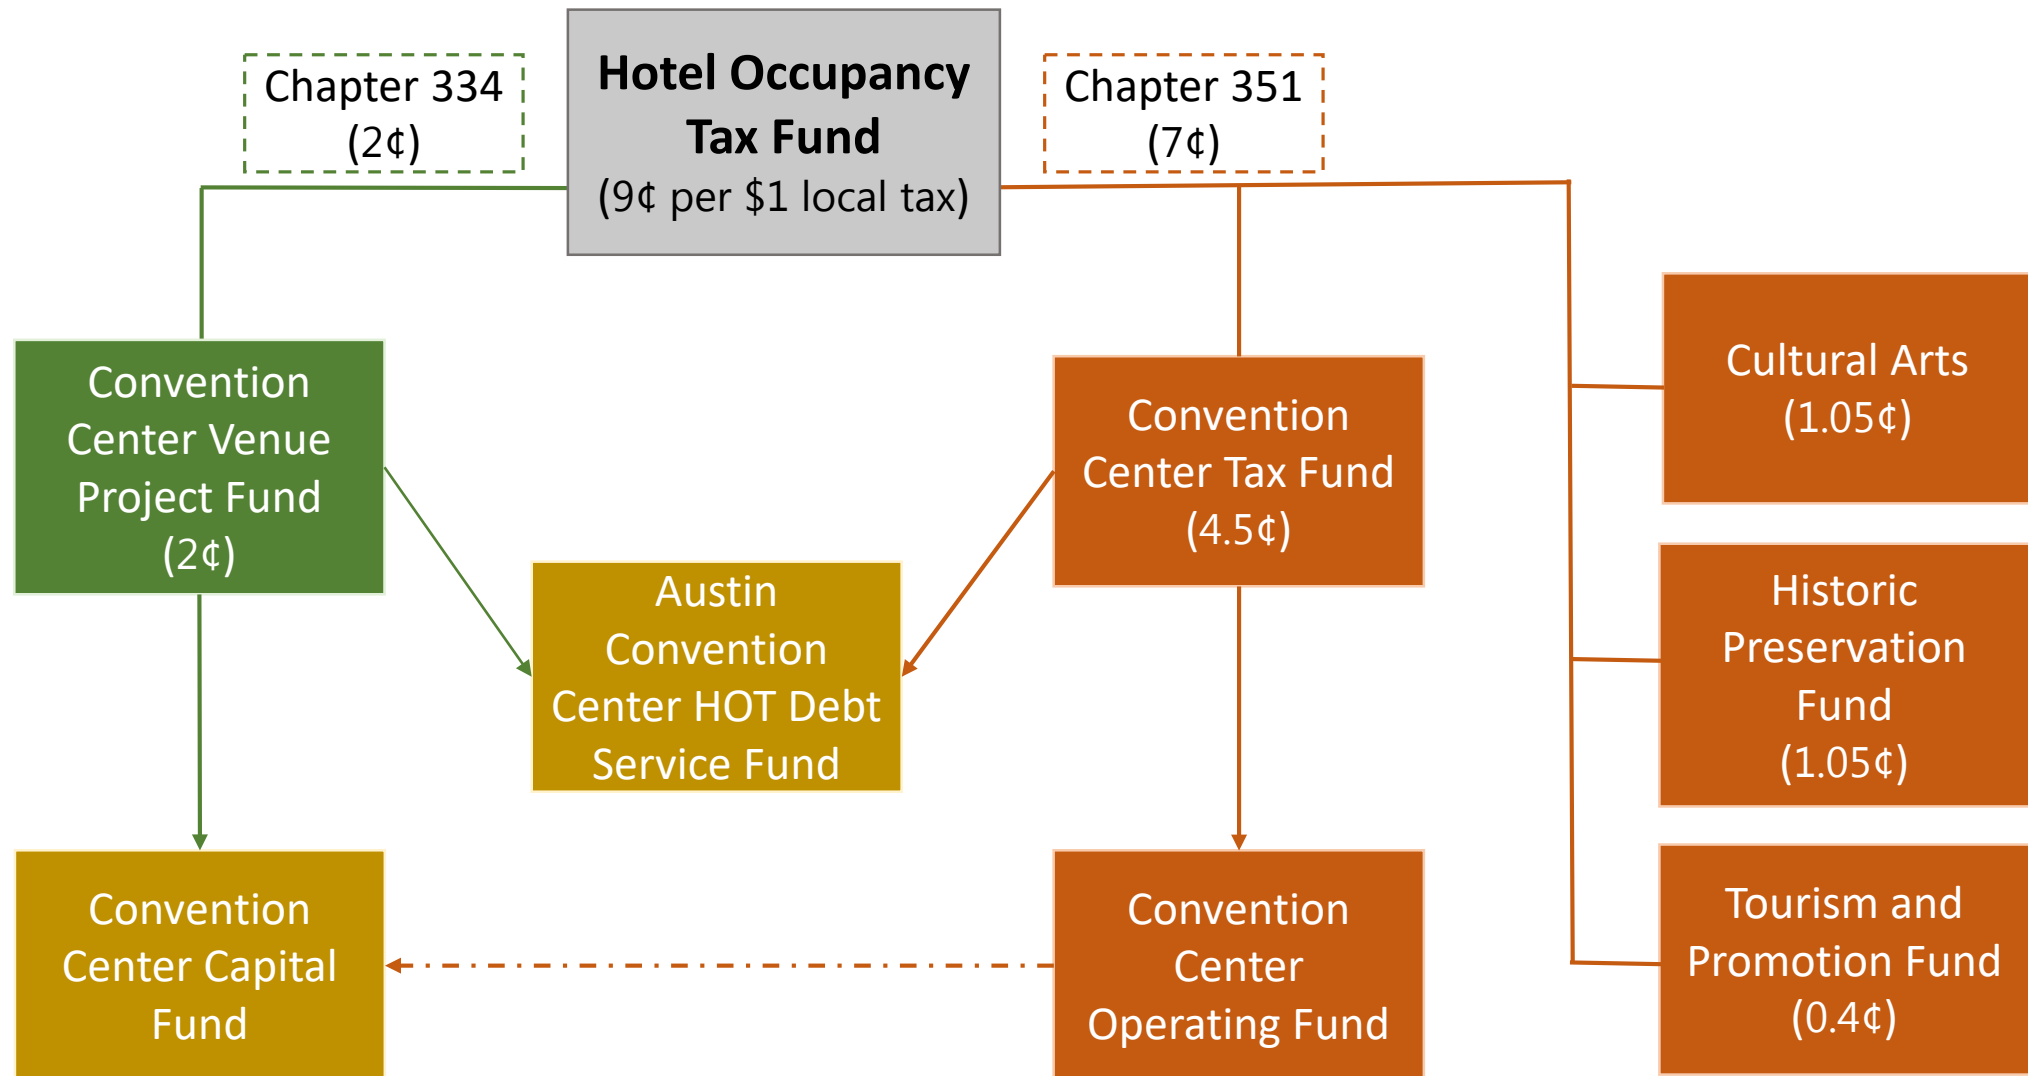 Chapter 334
(2¢)
Hotel Occupancy
Tax Fund
(9¢ per $1 local tax)
Chapter 351
(7¢)
Convention
Center Venue
Project Fund
(2¢)
Austin
Convention
Center HOT Debt
Service Fund
Convention
Center Tax Fund
(4.5¢)
Cultural Arts
(1.05¢)
Historic
Preservation
Fund
(1.05¢)
Convention
Center Capital
Fund
Convention
Center
Operating Fund
Tourism and
Promotion Fund
(0.4¢)